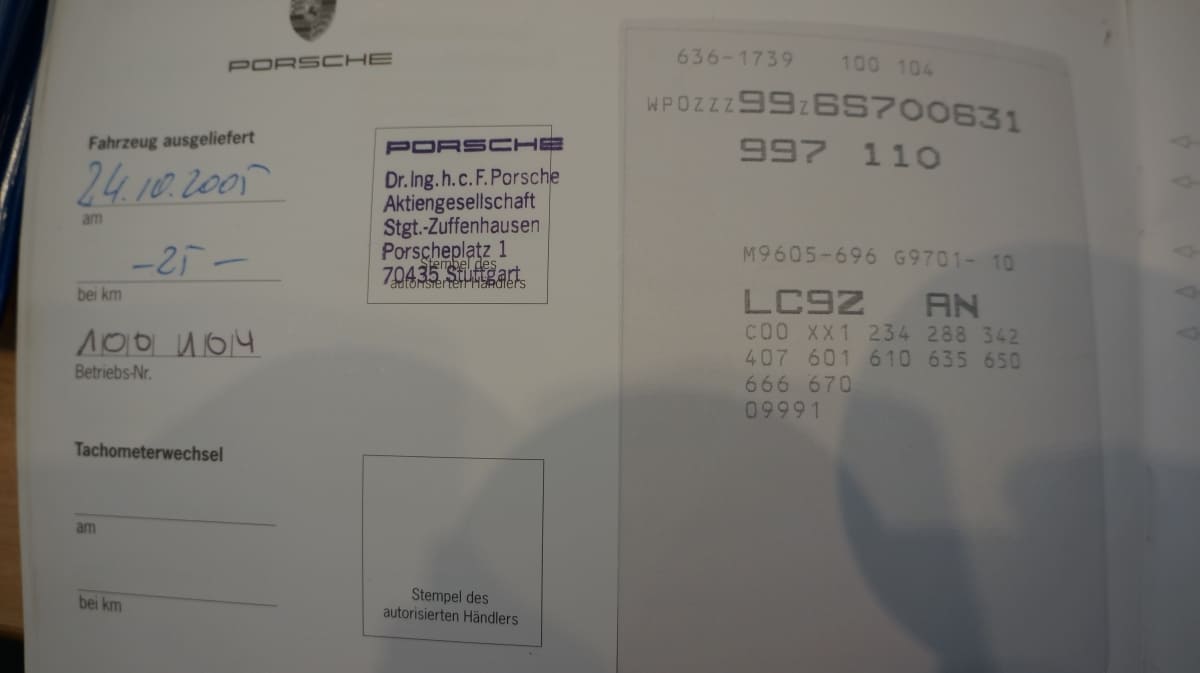 PORSCHE
Fahrzeug ausgeliefert
24.10.2005
am
-25-
bei km
100 104
Betriebs-Nr.
PORSCHE
Dr.Ing.h.c.F.Porsche
Aktiengesellschaft
Stgt.-Zuffenhausen
Porscheplatz 1
70435 Stuttgart
Stempel des
autorisierten Händlers
Tachometerwechsel
am
bei km
Stempel des
autorisierten Händlers
636-1739 100 104
WP0ZZZ99Z6S700631
997 110
M9605-696 G9701- 10
LC9Z AN
C00 XX1 234 288 342
407 601 610 635 650
666 670
09991